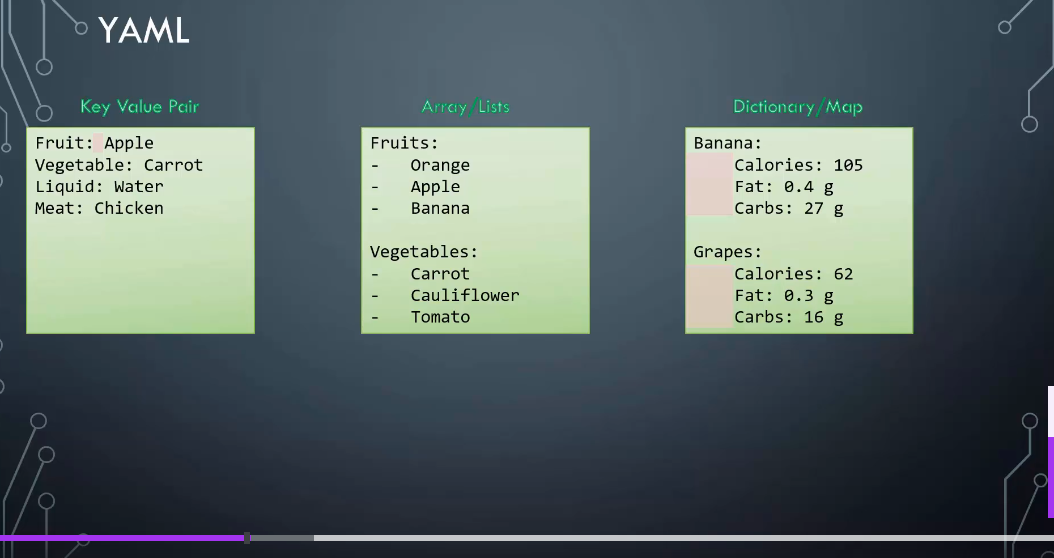 YAML
Key Value Pair
Fruit: Apple
Vegetable: Carrot
Liquid: Water
Meat: Chicken
Array/Lists
Fruits:
- Orange
- Apple
- Banana
Vegetables:
- Carrot
- Cauliflower
- Tomato
Dictionary/Map
Banana:
Calories: 105
Fat: 0.4 g
Carbs: 27 g
Grapes:
Calories: 62
Fat: 0.3 g
Carbs: 16 g